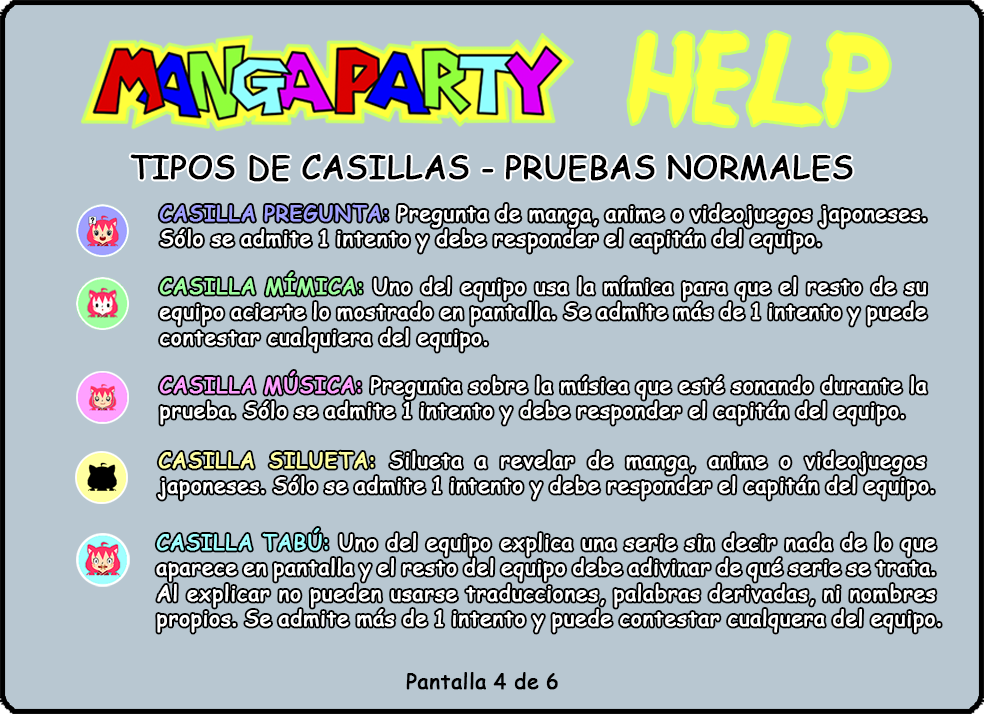 MANGAPARTY HELP
TIPOS DE CASILLAS - PRUEBAS NORMALES
?
CASILLA PREGUNTA: Pregunta de manga, anime o videojuegos japoneses.
Sólo se admite 1 intento y debe responder el capitán del equipo.
CASILLA MÍMICA: Uno del equipo usa la mímica para que el resto de su
equipo acierte lo mostrado en pantalla. Se admite más de 1 intento y puede
contestar cualquiera del equipo.
CASILLA MÚSICA: Pregunta sobre la música que esté sonando durante la
prueba. Sólo se admite 1 intento y debe responder el capitán del equipo.
CASILLA SILUETA: Silueta a revelar de manga, anime o videojuegos
japoneses. Sólo se admite 1 intento y debe responder el capitán del equipo.
CASILLA TABÚ: Uno del equipo explica una serie sin decir nada de lo que
aparece en pantalla y el resto del equipo debe adivinar de qué serie se trata.
Al explicar no pueden usarse traducciones, palabras derivadas, ni nombres
propios. Se admite más de 1 intento y puede contestar cualquera del equipo.
Pantalla 4 de 6